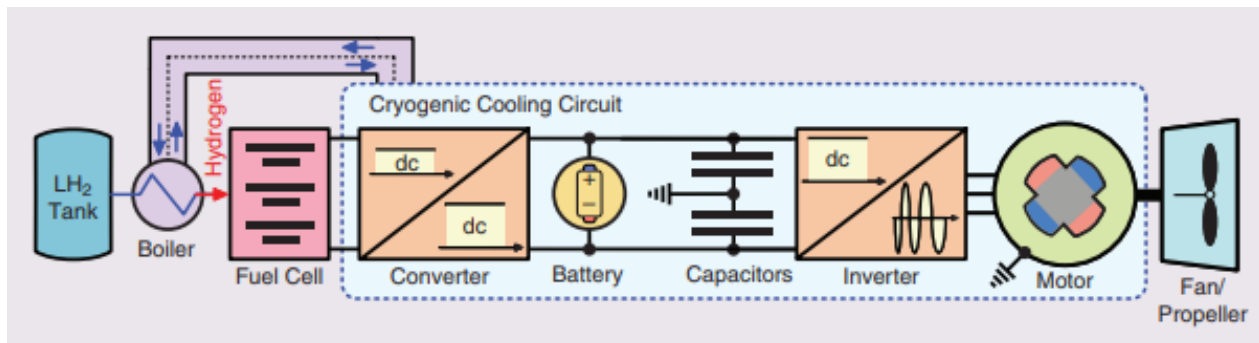 Cryogenic Cooling Circuit
Hydrogen
LH₂
Tank
Boiler
Fuel Cell
dc
dc
Converter
+
−
Battery
Capacitors
dc
Inverter
Motor
Fan/
Propeller